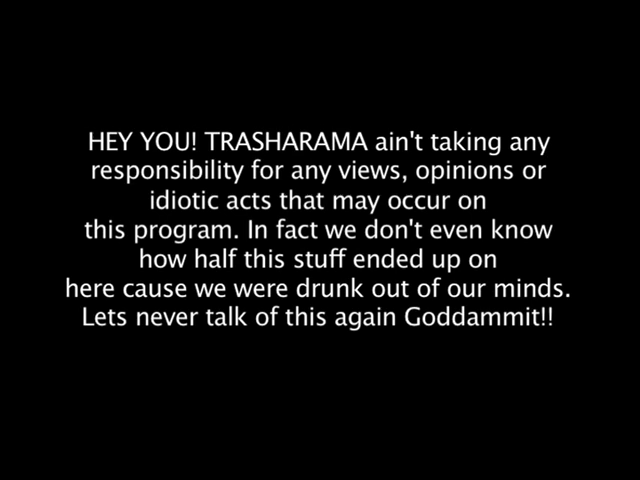 HEY YOU! TRASHARAMA ain't taking any
responsibility for any views, opinions or
idiotic acts that may occur on
this program. In fact we don't even know
how half this stuff ended up on
here cause we were drunk out of our minds.
Lets never talk of this again Goddammit!!